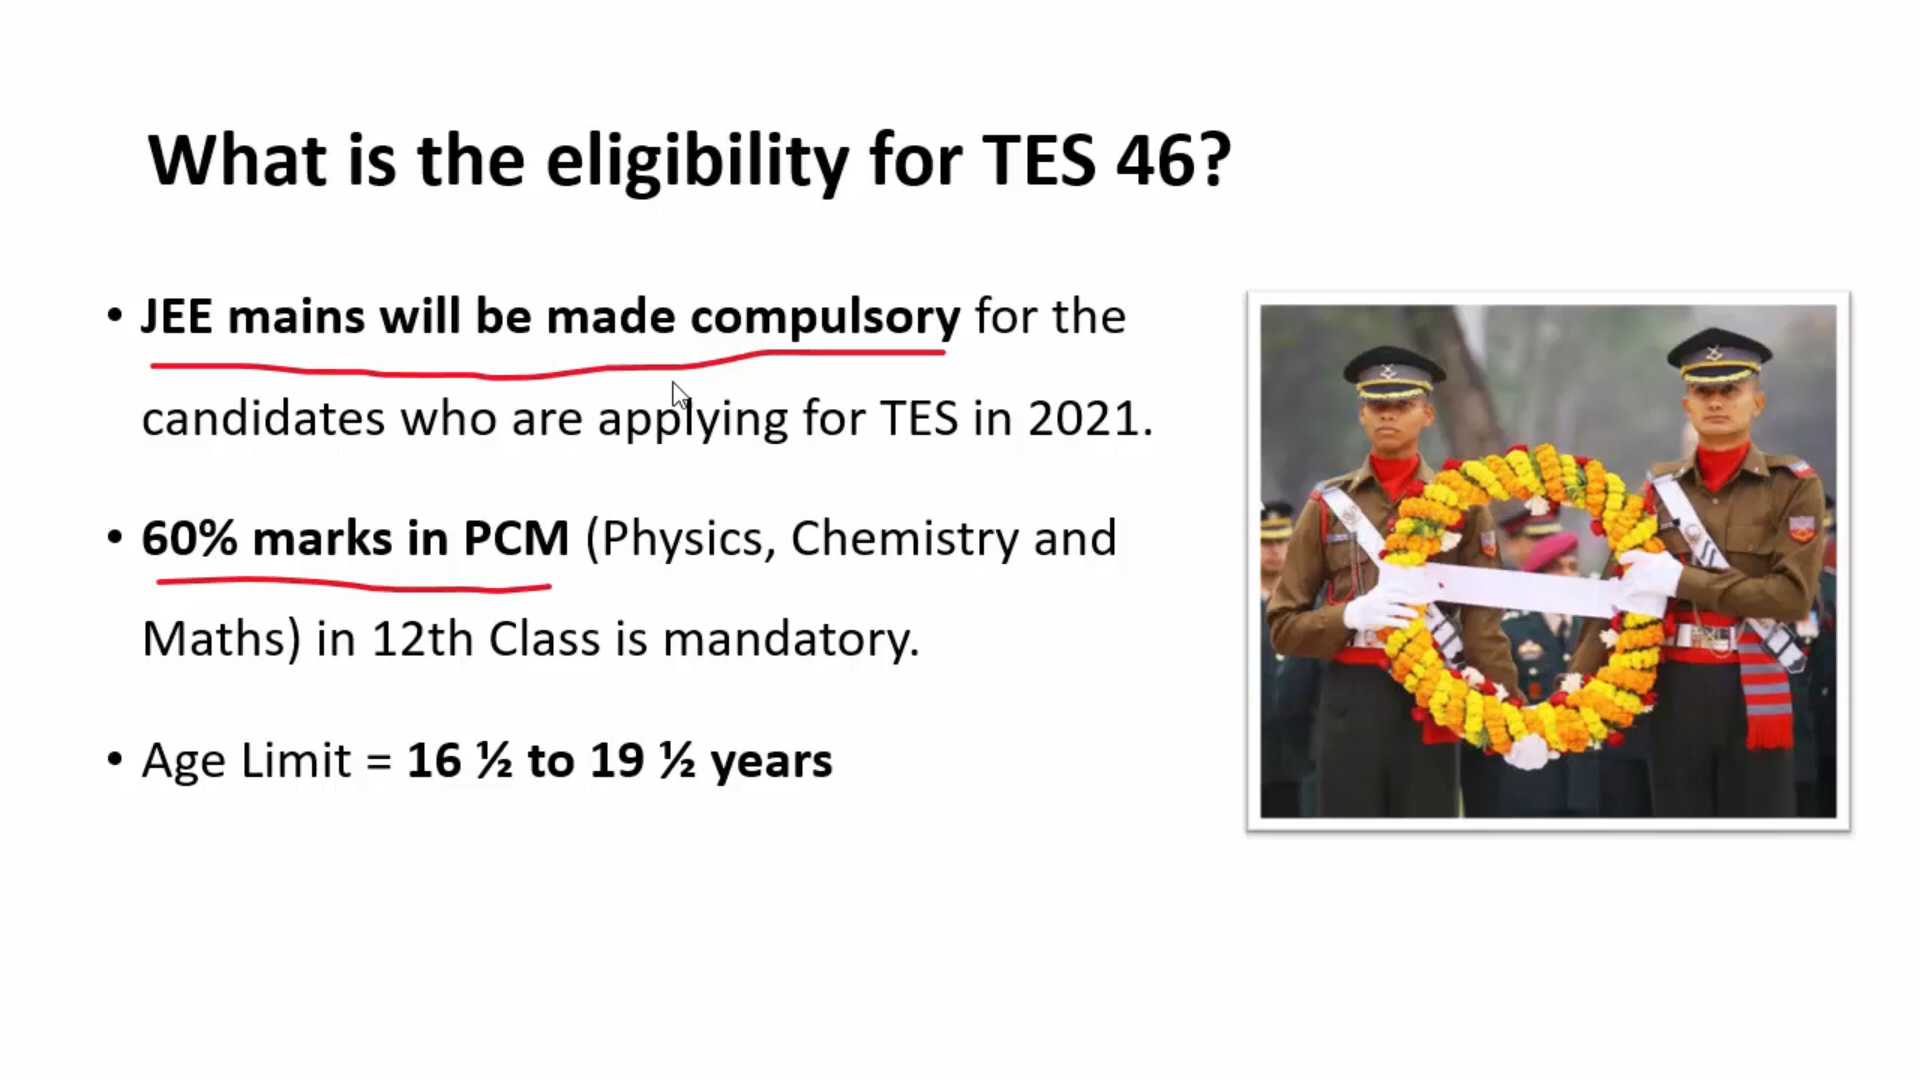 What is the eligibility for TES 46?
• JEE mains will be made compulsory for the
candidates who are applying for TES in 2021.
• 60% marks in PCM (Physics, Chemistry and
Maths) in 12th Class is mandatory.
• Age Limit = 16 ½ to 19 ½ years